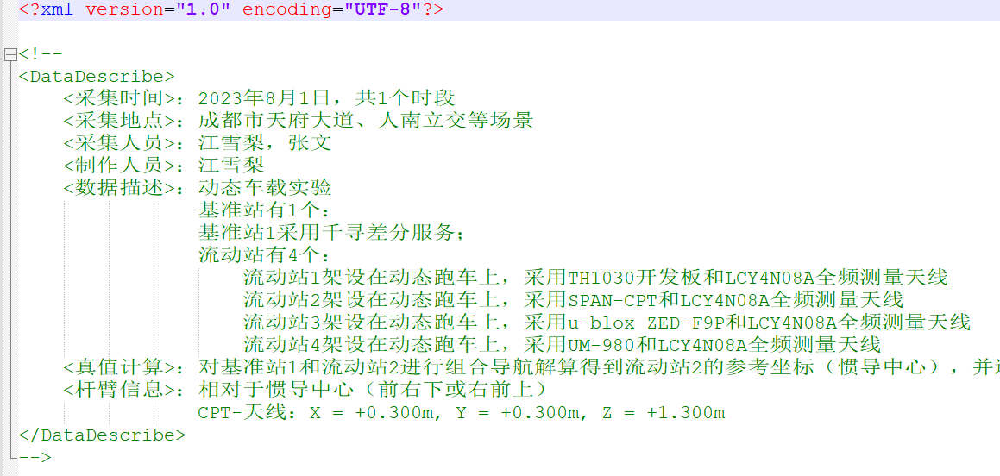 <?xml version="1.0" encoding="UTF-8"?>
<!--
<DataDescribe>
<采集时间>：2023年8月1日，共1个时段
<采集地点>：成都市天府大道、人南立交等场景
<采集人员>：江雪梨，张文
<制作人员>：江雪梨
<数据描述>：动态车载实验
基准站有1个：
基准站1采用千寻差分服务；
流动站有4个：
流动站1架设在动态跑车上，采用TH1030开发板和LCY4N08A全频测量天线
流动站2架设在动态跑车上，采用SPAN-CPT和LCY4N08A全频测量天线
流动站3架设在动态跑车上，采用u-blox ZED-F9P和LCY4N08A全频测量天线
流动站4架设在动态跑车上，采用UM-980和LCY4N08A全频测量天线
<真值计算>：对基准站1和流动站2进行组合导航解算得到流动站2的参考坐标（惯导中心），并
<杆臂信息>：相对于惯导中心（前右下或右前上）
CPT-天线：X = +0.300m, Y = +0.300m, Z = +1.300m
</DataDescribe>
-->